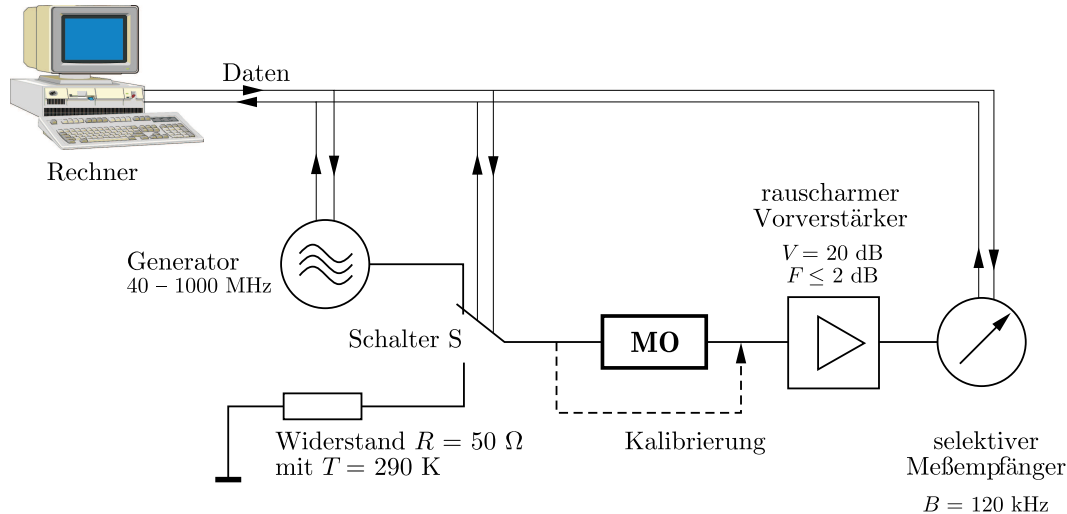 Daten
Rechner
Generator
40 – 1000 MHz
Schalter S
Widerstand R = 50 Ω
mit T = 290 K
MO
Kalibrierung
rauscharmer
Vorverstärker
V = 20 dB
F ≤ 2 dB
selektiver
Meßempfänger
B = 120 kHz